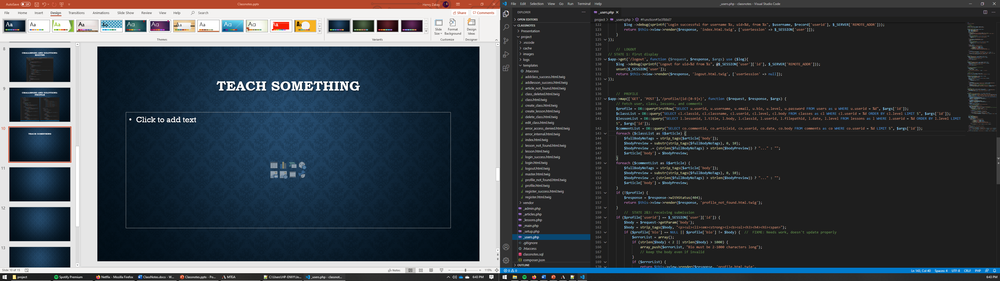 AutoSave Off
Classnotes.pptx
Henry Zakay
File Home Insert Design Transitions Animations Slide Show Review View Help Search
Share Comments
Aa Aa Aa Aa Aa Aa Aa Aa Aa Aa Aa Aa Aa
Slide Size
Format Background
Design Ideas
Themes
Variants
Customize
Designer
8
CHALLENGES AND SOLUTIONS:
MASTER
9
CHALLENGES AND SOLUTIONS:
PROFILE
10
TEACH SOMETHING
11
12
13
TEACH SOMETHING
• Click to add text
Slide 10 of 15
Notes
115%
File Edit Selection View Go Run Terminal Help
_users.php - classnotes - Visual Studio Code
EXPLORER
OPEN EDITORS
CLASSNOTES
Presentation
project
.vscode
cache
images
logs
templates
.htaccess
addclass_success.html.twig
addlesson_success.html.twig
article_not_found.html.twig
class_deleted.html.twig
class.html.twig
create_class.html.twig
create_lesson.html.twig
delete_class.html.twig
edit_class.html.twig
error_access_denied.html.twig
error_internal.html.twig
index.html.twig
lesson_not_found.html.twig
lesson.html.twig
login_success.html.twig
login.html.twig
logout.html.twig
master.html.twig
profile_not_found.html.twig
profile.html.twig
register_success.html.twig
register.html.twig
vendor
_admin.php
_articles.php
_lessons.php
_main.php
_setup.php
_users.php
.gitignore
.htaccess
classnotes.sql
composer.json
OUTLINE
_users.php
project > _users.php > #Function#5e3f88d7
122 $log ->debug(sprintf("Login successful for username %s, uid=%d, from %s", $username, $record['userid'], $_SERVER['REMOTE_ADDR']));
123 return $this->view->render($response, 'index.html.twig', ['userSession' => $_SESSION['user']]);
124 }
125 });
126
127 //  LOGOUT
128 // STATE 1: first display
129 $app->get('/logout', function ($request, $response, $args) use ($log){
130 $log ->debug(sprintf("Logout for uid=%d from %s", @$_SESSION['user']['id'], $_SERVER['REMOTE_ADDR']));
131 unset($_SESSION['user']);
132 return $this->view->render($response, 'logout.html.twig', ['userSession' => null]);
133 });
134
135
136 //  PROFILE
137 $app->map(['GET', 'POST'],'/profile/{id:[0-9]+}', function ($request, $response, $args) {
138 // Fetch user, class, lessons, and comments
139 $profile = DB::queryFirstRow("SELECT u.userid, u.username, u.email, u.bio, u.level, u.password FROM users as u WHERE u.userid = %d", $args['id']);
140 $classList = DB::query("SELECT cl.classid, cl.classname, cl.userid, cl.level, cl.body FROM classes as cl WHERE cl.userid = %d ORDER BY cl.level LIMIT 5", $args['id']);
141 $lessonList = DB::query("SELECT l.lessonid, l.title, l.body, l.classid, l.userid, l.filepathid, l.date, l.level FROM lessons as l WHERE l.userid = %d ORDER BY l.level LIMIT
5", $args['id']);
142 $commentList = DB::query("SELECT co.commentid, co.articleid, co.userid, co.date, co.body FROM comments as co WHERE co.userid = %d LIMIT 5", $args['id']);
143 foreach ($classList as &$article) {
144 $fullBodyNoTags = strip_tags($article['body']);
145 $bodyPreview = substr(strip_tags($fullBodyNoTags), 0, 10);
146 $bodyPreview .= (strlen($fullBodyNoTags) > strlen($bodyPreview)) ? "..." : "";
147 $article['body'] = $bodyPreview;
148 }
149 foreach ($commentList as &$article) {
150 $fullBodyNoTags = strip_tags($article['body']);
151 $bodyPreview = substr(strip_tags($fullBodyNoTags), 0, 10);
152 $bodyPreview .= (strlen($fullBodyNoTags) > strlen($bodyPreview)) ? "..." : "";
153 $article['body'] = $bodyPreview;
154 }
155 if (!$profile) {
156 $response = $response->withStatus(404);
157 return $this->view->render($response, 'profile_not_found.html.twig');
158 }
159 //  STATE 2&3: receiving submission
160 if ($profile['userid'] == $_SESSION['user']['id']) {
161 $body = $request->getParam('body');
162 $body = strip_tags($body, "<p><ul><li><em><strong><i><b><ol><h3><h4><h5><span>");
163 if ($profile['bio'] == NULL || $profile['bio'] != $body) {  //  FIXME: Needs work, doesn't update properly
164 $errorList = array();
165 if (strlen($body) < 2 || strlen($body) > 1000) {
166 array_push($errorList, "Bio must be 2-1000 characters long");
167 // keep the body even if invalid
168 }
169 if ($errorList) {
170 return $this->view->render($response, 'profile.html.twig',
0 0
Ln 143, Col 40 Spaces: 4 UTF-8 CRLF PHP
project
Spotify Premium
Netflix - Mozilla Firefox
ClassNotes.docx - W...
Classnotes.pptx - Po...
MTGA
C:\Users\HP-ENVY\Jo...
_users.php - classnot...
6:43 PM
6:43 PM